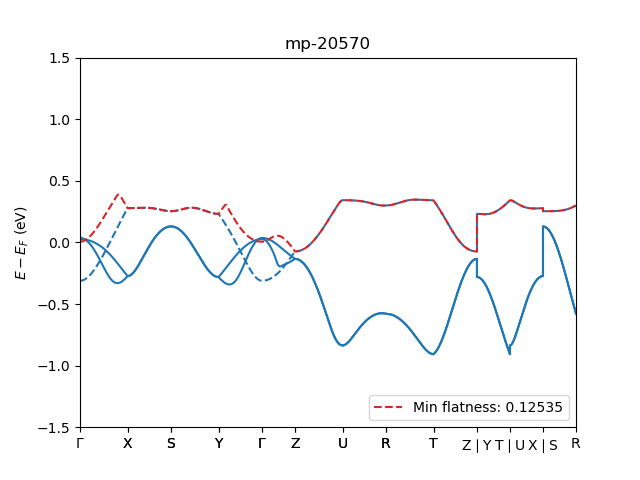 mp-20570
1.5
1.0
0.5
0.0
−0.5
−1.0
−1.5
E − E_F (eV)
Min flatness: 0.12535
Γ X S Y Γ Z U R T Z | Y T | U X | S R